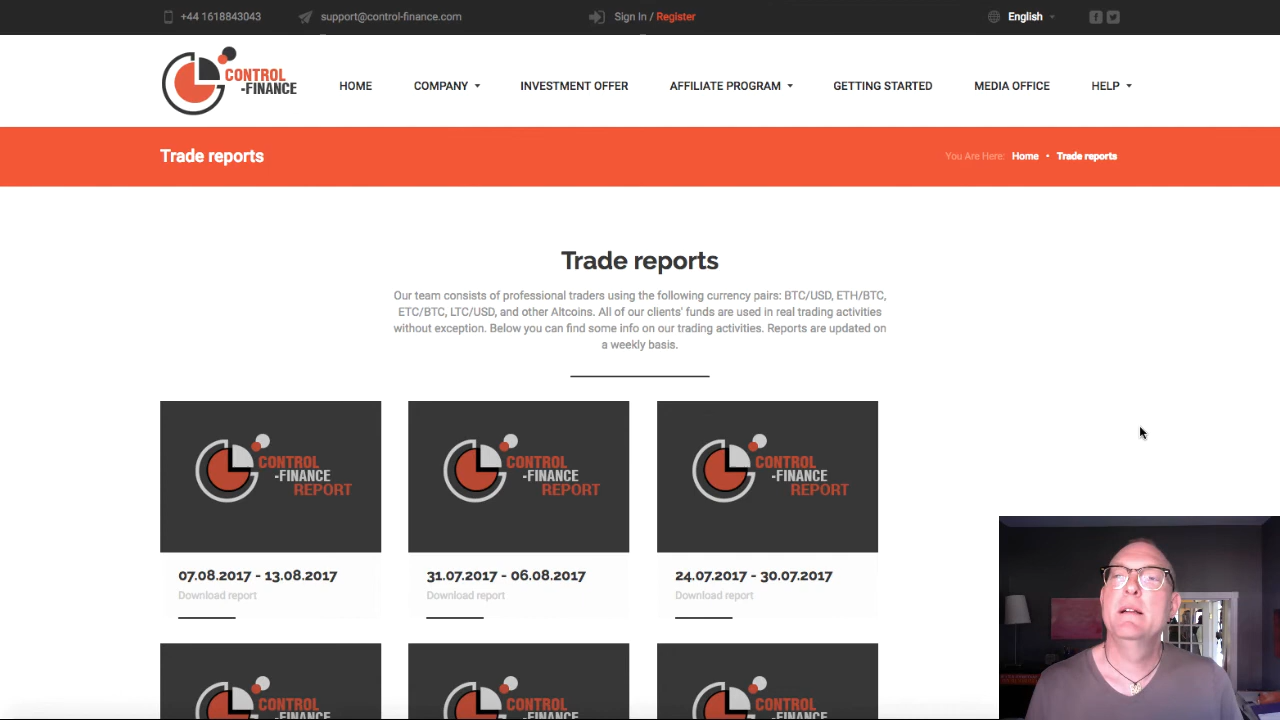 +44 1618843043 support@control-finance.com Sign In / Register English
CONTROL
-FINANCE
HOME COMPANY INVESTMENT OFFER AFFILIATE PROGRAM GETTING STARTED MEDIA OFFICE HELP
Trade reports
You Are Here: Home • Trade reports
Trade reports
Our team consists of professional traders using the following currency pairs: BTC/USD, ETH/BTC,
ETC/BTC, LTC/USD, and other Altcoins. All of our clients' funds are used in real trading activities
without exception. Below you can find some info on our trading activities. Reports are updated on
a weekly basis.
CONTROL
-FINANCE
REPORT
CONTROL
-FINANCE
REPORT
CONTROL
-FINANCE
REPORT
07.08.2017 - 13.08.2017
Download report
31.07.2017 - 06.08.2017
Download report
24.07.2017 - 30.07.2017
Download report
CONTROL
-FINANCE
CONTROL
-FINANCE
CONTROL
-FINANCE